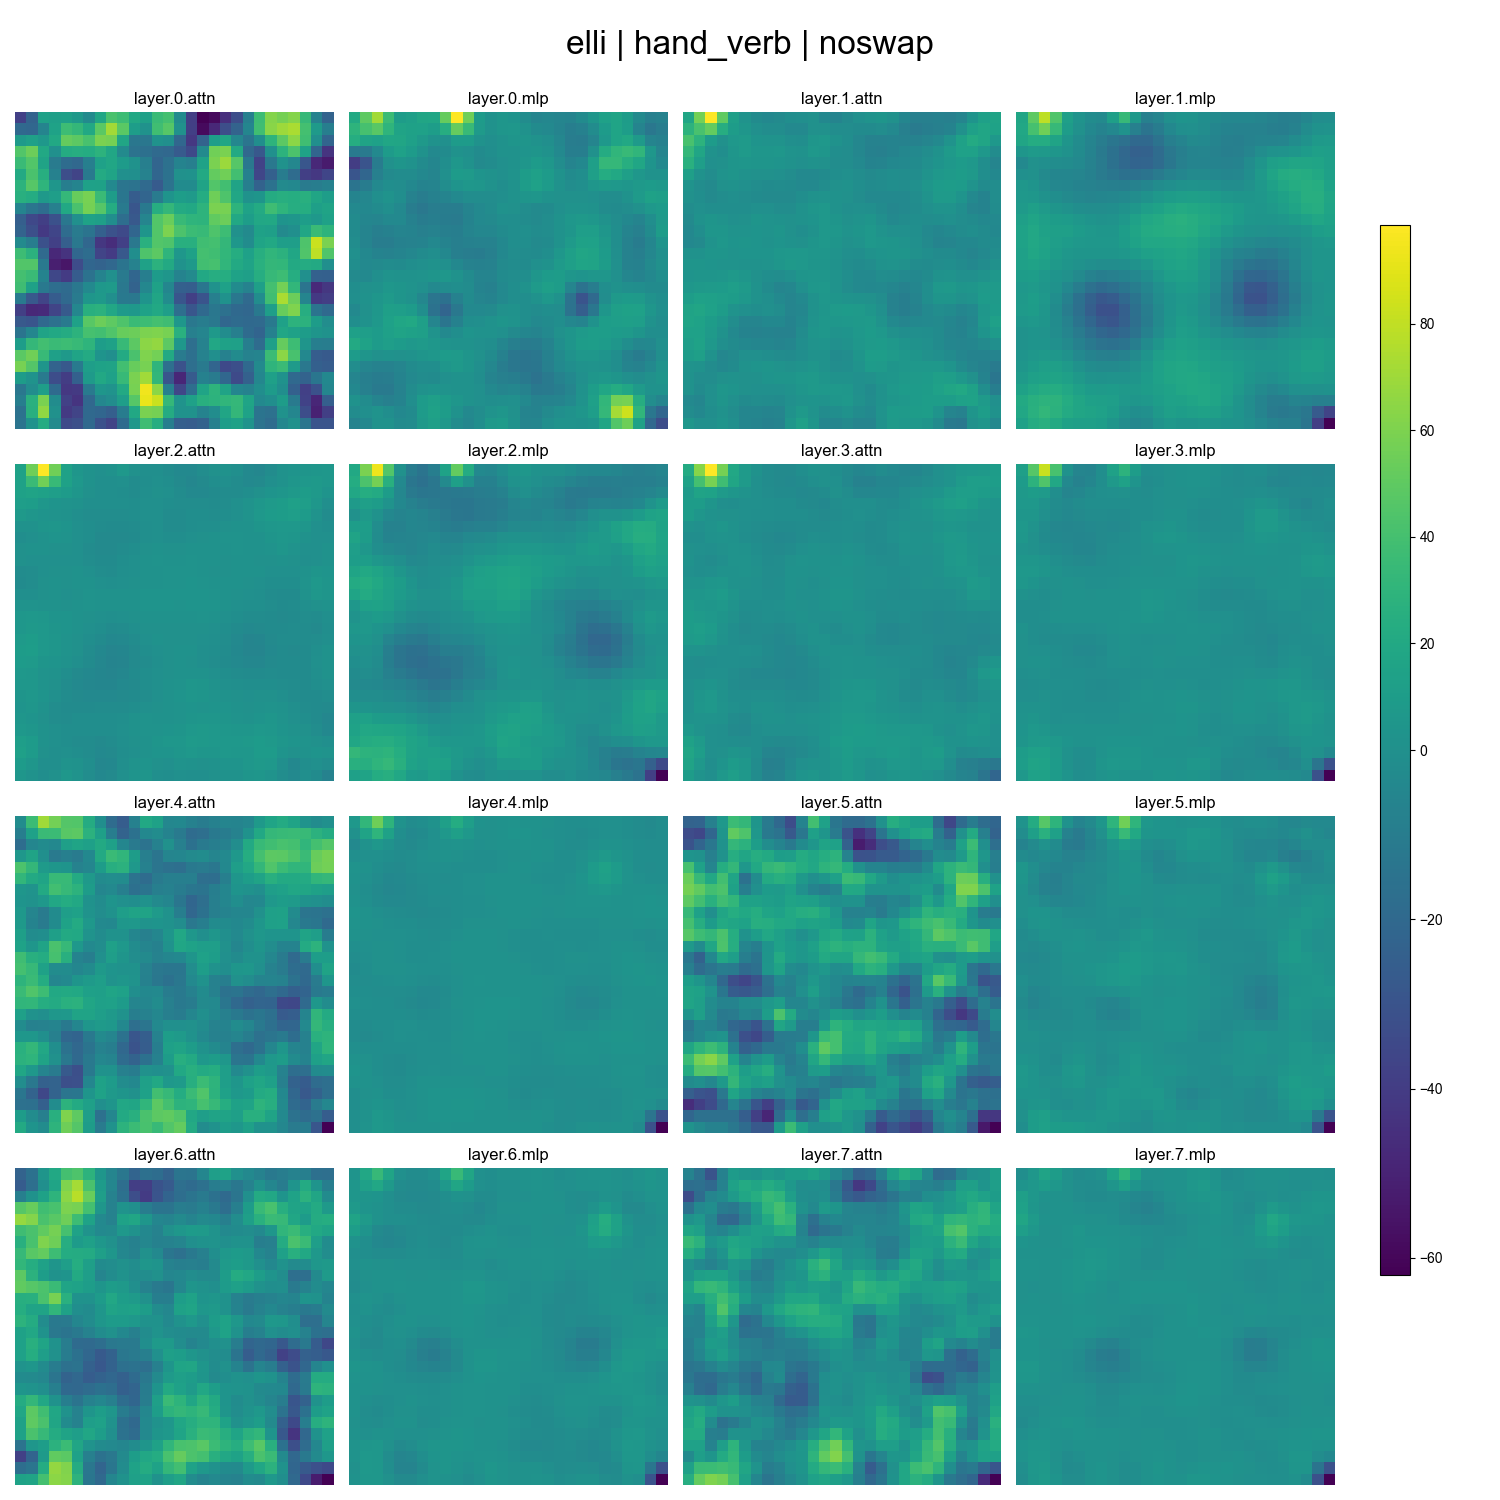 elli | hand_verb | noswap
layer.0.attn layer.0.mlp layer.1.attn layer.1.mlp
layer.2.attn layer.2.mlp layer.3.attn layer.3.mlp
layer.4.attn layer.4.mlp layer.5.attn layer.5.mlp
layer.6.attn layer.6.mlp layer.7.attn layer.7.mlp
80
60
40
20
0
−20
−40
−60